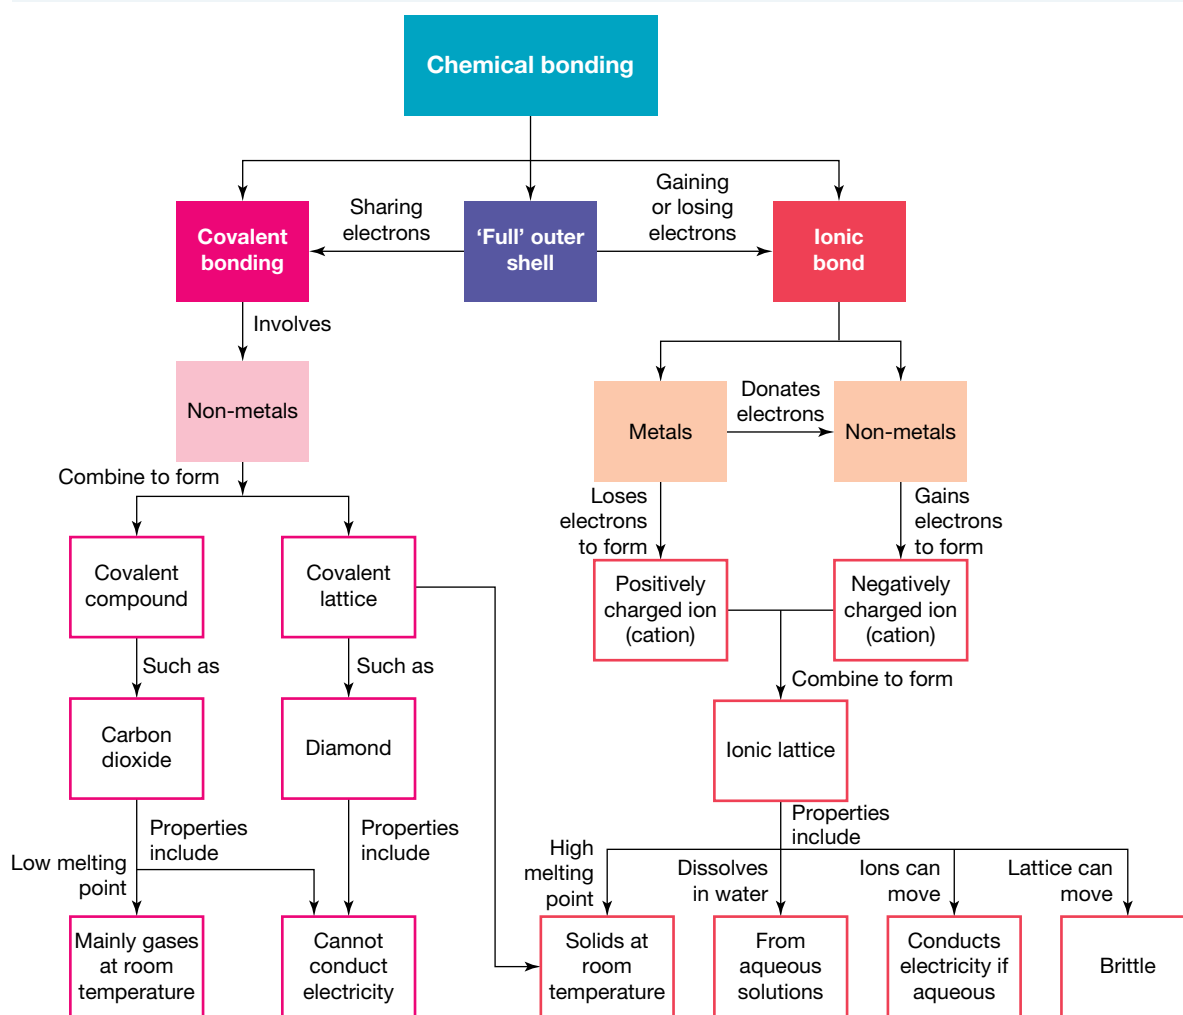 Chemical bonding
Sharing
electrons
Gaining
or losing
electrons
Covalent
bonding
‘Full’ outer
shell
Ionic
bond
Involves
Non-metals
Metals
Donates
electrons
Non-metals
Combine to form
Loses
electrons
to form
Gains
electrons
to form
Covalent
compound
Covalent
lattice
Positively
charged ion
(cation)
Negatively
charged ion
(cation)
Such as
Such as
Combine to form
Carbon
dioxide
Diamond
Ionic lattice
Properties
include
Properties
include
Properties
include
Low melting
point
High
melting
point
Dissolves
in water
Ions can
move
Lattice can
move
Mainly gases
at room
temperature
Cannot
conduct
electricity
Solids at
room
temperature
From
aqueous
solutions
Conducts
electricity if
aqueous
Brittle